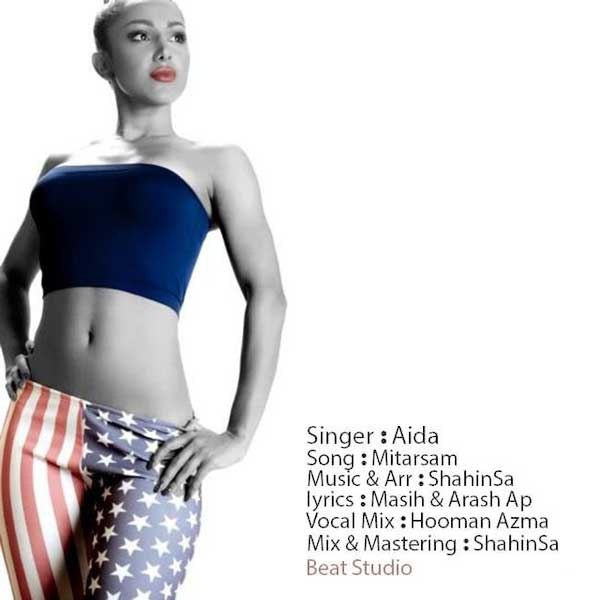 Singer : Aida
Song : Mitarsam
Music & Arr : ShahinSa
lyrics : Masih & Arash Ap
Vocal Mix : Hooman Azma
Mix & Mastering : ShahinSa
Beat Studio